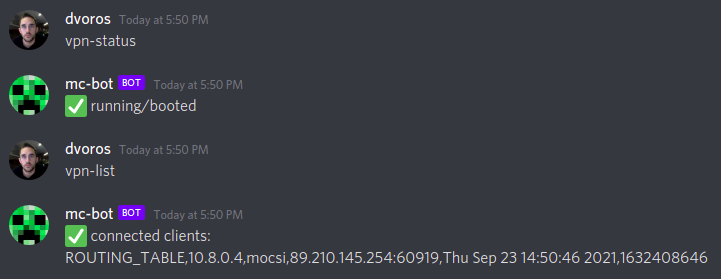 dvoros Today at 5:50 PM
vpn-status
mc-bot BOT Today at 5:50 PM
✅ running/booted
dvoros Today at 5:50 PM
vpn-list
mc-bot BOT Today at 5:50 PM
✅ connected clients:
ROUTING_TABLE,10.8.0.4,mocsi,89.210.145.254:60919,Thu Sep 23 14:50:46 2021,1632408646